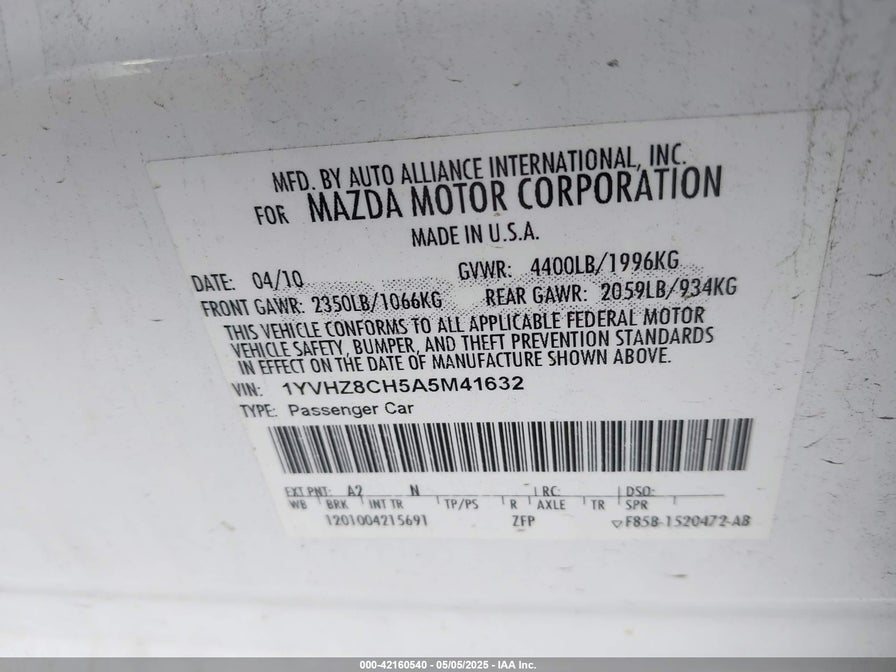 MFD. BY AUTO ALLIANCE INTERNATIONAL, INC.
FOR MAZDA MOTOR CORPORATION
MADE IN U.S.A.
DATE: 04/10 GVWR: 4400LB/1996KG
FRONT GAWR: 2350LB/1066KG REAR GAWR: 2059LB/934KG
THIS VEHICLE CONFORMS TO ALL APPLICABLE FEDERAL MOTOR
VEHICLE SAFETY, BUMPER, AND THEFT PREVENTION STANDARDS
IN EFFECT ON THE DATE OF MANUFACTURE SHOWN ABOVE.
VIN: 1YVHZ8CH5A5M41632
TYPE: Passenger Car
EXT PNT: A2 N RC: DSO:
WB BRK INT TR TP/PS R AXLE TR SPR
1201004215691 ZFP ▽F85B-1520472-AB
000-42160540 - 05/05/2025 - IAA Inc.